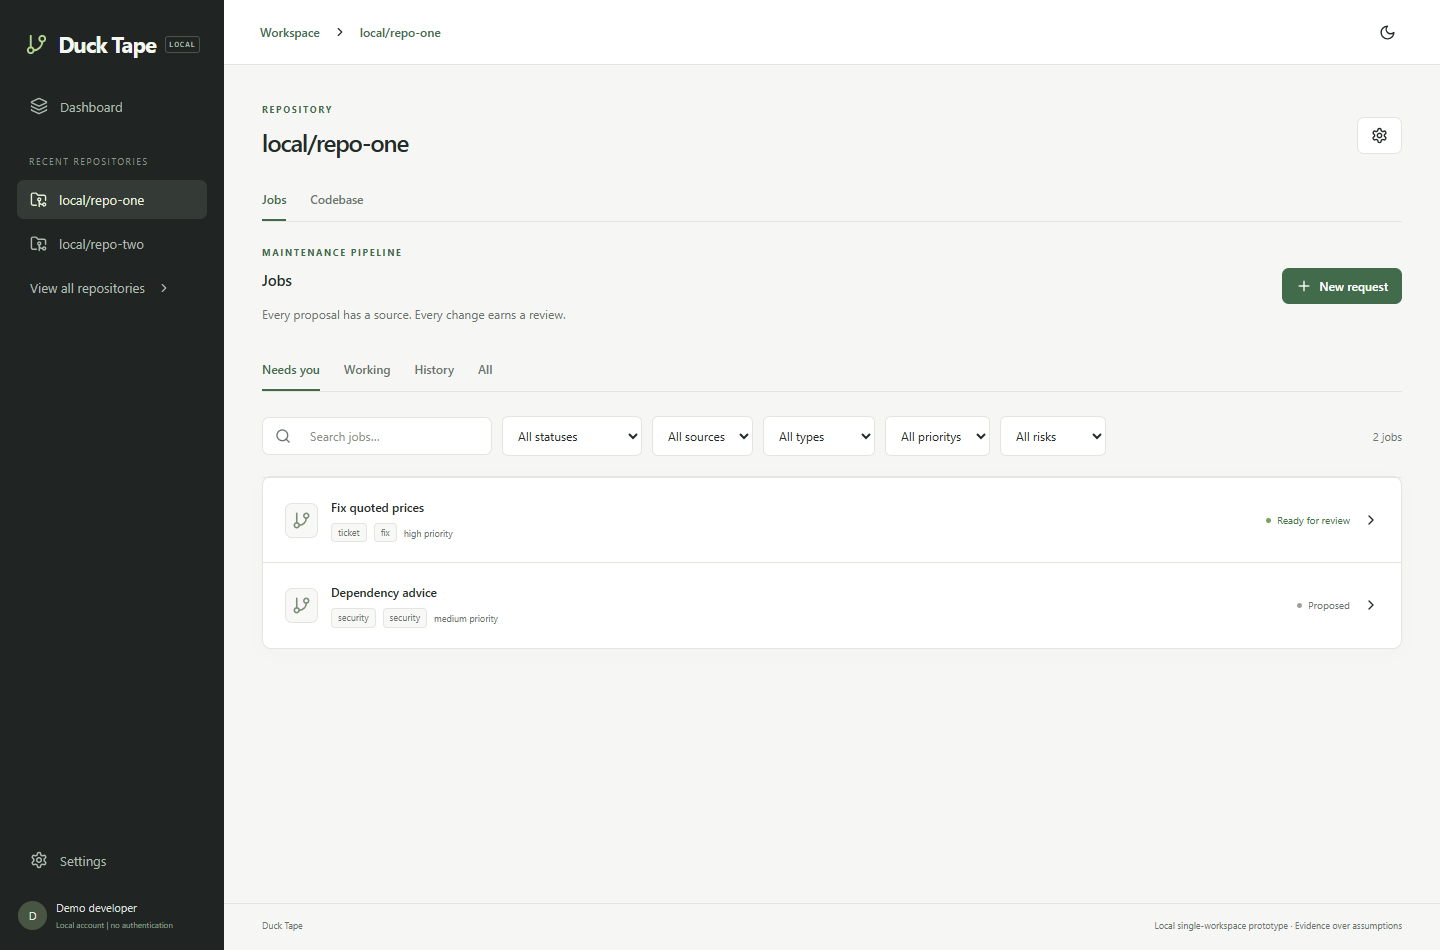 Duck Tape LOCAL
Dashboard
RECENT REPOSITORIES
local/repo-one
local/repo-two
View all repositories
Settings
D
Demo developer
Local account | no authentication
Workspace local/repo-one
REPOSITORY
local/repo-one
Jobs Codebase
MAINTENANCE PIPELINE
Jobs
Every proposal has a source. Every change earns a review.
New request
Needs you Working History All
Search jobs... All statuses All sources All types All prioritys All risks 2 jobs
Fix quoted prices
ticket fix high priority
Ready for review
Dependency advice
security security medium priority
Proposed
Duck Tape
Local single-workspace prototype · Evidence over assumptions